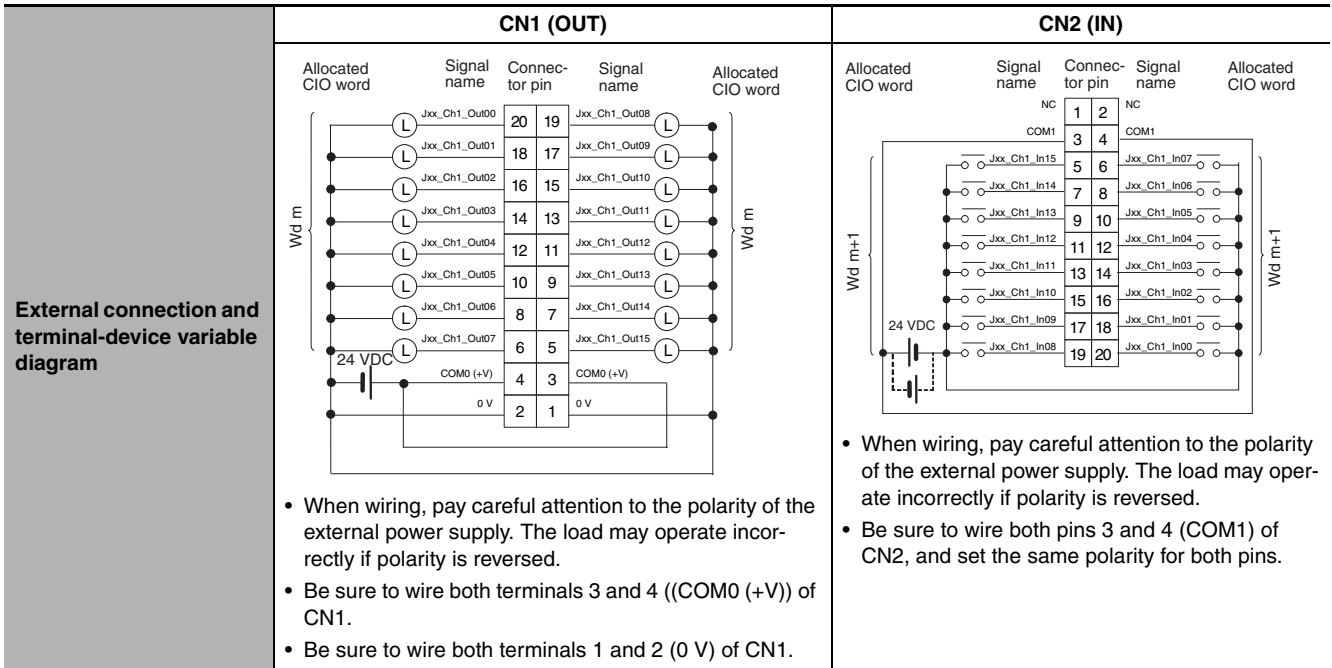 CN1 (OUT)
CN2 (IN)
External connection and
terminal-device variable
diagram
Allocated
CIO word
Signal
name
Connec-
tor pin
Signal
name
Allocated
CIO word
Jxx_Ch1_Out00 20 19 Jxx_Ch1_Out08
L L
Jxx_Ch1_Out01 18 17 Jxx_Ch1_Out09
L L
Jxx_Ch1_Out02 16 15 Jxx_Ch1_Out10
L L
Jxx_Ch1_Out03 14 13 Jxx_Ch1_Out11
L L
Wd m
Wd m
Jxx_Ch1_Out04 12 11 Jxx_Ch1_Out12
L L
Jxx_Ch1_Out05 10 9 Jxx_Ch1_Out13
L L
Jxx_Ch1_Out06 8 7 Jxx_Ch1_Out14
L L
Jxx_Ch1_Out07 6 5 Jxx_Ch1_Out15
L L
24 VDC
COM0 (+V) 4 3 COM0 (+V)
0 V 2 1 0 V
• When wiring, pay careful attention to the polarity of the
external power supply. The load may operate incor-
rectly if polarity is reversed.
• Be sure to wire both terminals 3 and 4 ((COM0 (+V)) of
CN1.
• Be sure to wire both terminals 1 and 2 (0 V) of CN1.
Allocated
CIO word
Signal
name
Connec-
tor pin
Signal
name
Allocated
CIO word
NC 1 2 NC
COM1 3 4 COM1
Jxx_Ch1_In15 5 6 Jxx_Ch1_In07
Jxx_Ch1_In14 7 8 Jxx_Ch1_In06
Jxx_Ch1_In13 9 10 Jxx_Ch1_In05
Jxx_Ch1_In12 11 12 Jxx_Ch1_In04
Wd m+1
Wd m+1
Jxx_Ch1_In11 13 14 Jxx_Ch1_In03
Jxx_Ch1_In10 15 16 Jxx_Ch1_In02
24 VDC
Jxx_Ch1_In09 17 18 Jxx_Ch1_In01
Jxx_Ch1_In08 19 20 Jxx_Ch1_In00
• When wiring, pay careful attention to the polarity
of the external power supply. The load may oper-
ate incorrectly if polarity is reversed.
• Be sure to wire both pins 3 and 4 (COM1) of
CN2, and set the same polarity for both pins.